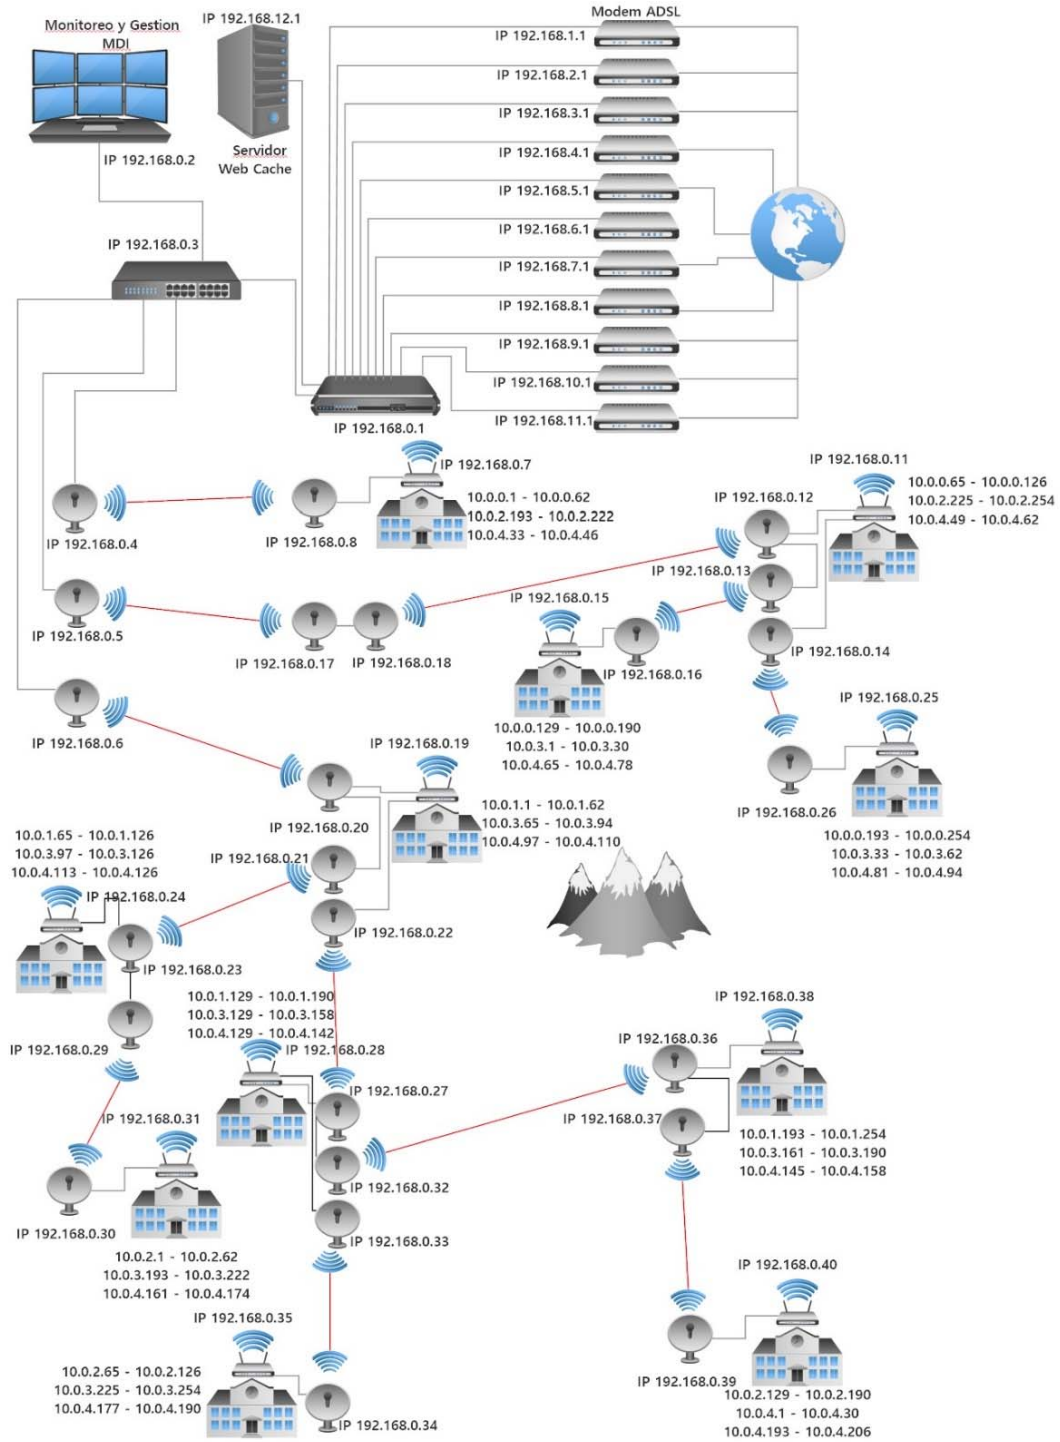 Monitoreo y Gestion
MDI
IP 192.168.0.2
IP 192.168.12.1
Servidor
Web Cache
Modem ADSL
IP 192.168.1.1
IP 192.168.2.1
IP 192.168.3.1
IP 192.168.4.1
IP 192.168.5.1
IP 192.168.6.1
IP 192.168.7.1
IP 192.168.8.1
IP 192.168.9.1
IP 192.168.10.1
IP 192.168.11.1
IP 192.168.0.3
IP 192.168.0.1
IP 192.168.0.4
IP 192.168.0.8
IP 192.168.0.7
10.0.0.1 - 10.0.0.62
10.0.2.193 - 10.0.2.222
10.0.4.33 - 10.0.4.46
IP 192.168.0.11
10.0.0.65 - 10.0.0.126
10.0.2.225 - 10.0.2.254
10.0.4.49 - 10.0.4.62
IP 192.168.0.12
IP 192.168.0.13
IP 192.168.0.14
IP 192.168.0.5
IP 192.168.0.17
IP 192.168.0.18
IP 192.168.0.15
IP 192.168.0.16
10.0.0.129 - 10.0.0.190
10.0.3.1 - 10.0.3.30
10.0.4.65 - 10.0.4.78
IP 192.168.0.25
IP 192.168.0.26
10.0.0.193 - 10.0.0.254
10.0.3.33 - 10.0.3.62
10.0.4.81 - 10.0.4.94
IP 192.168.0.6
IP 192.168.0.19
IP 192.168.0.20
10.0.1.1 - 10.0.1.62
10.0.3.65 - 10.0.3.94
10.0.4.97 - 10.0.4.110
IP 192.168.0.21
IP 192.168.0.22
10.0.1.65 - 10.0.1.126
10.0.3.97 - 10.0.3.126
10.0.4.113 - 10.0.4.126
IP 192.168.0.24
IP 192.168.0.23
IP 192.168.0.29
10.0.1.129 - 10.0.1.190
10.0.3.129 - 10.0.3.158
10.0.4.129 - 10.0.4.142
IP 192.168.0.28
IP 192.168.0.27
IP 192.168.0.32
IP 192.168.0.33
IP 192.168.0.38
IP 192.168.0.36
IP 192.168.0.37
10.0.1.193 - 10.0.1.254
10.0.3.161 - 10.0.3.190
10.0.4.145 - 10.0.4.158
IP 192.168.0.31
IP 192.168.0.30
10.0.2.1 - 10.0.2.62
10.0.3.193 - 10.0.3.222
10.0.4.161 - 10.0.4.174
IP 192.168.0.35
10.0.2.65 - 10.0.2.126
10.0.3.225 - 10.0.3.254
10.0.4.177 - 10.0.4.190
IP 192.168.0.34
IP 192.168.0.40
IP 192.168.0.39
10.0.2.129 - 10.0.2.190
10.0.4.1 - 10.0.4.30
10.0.4.193 - 10.0.4.206